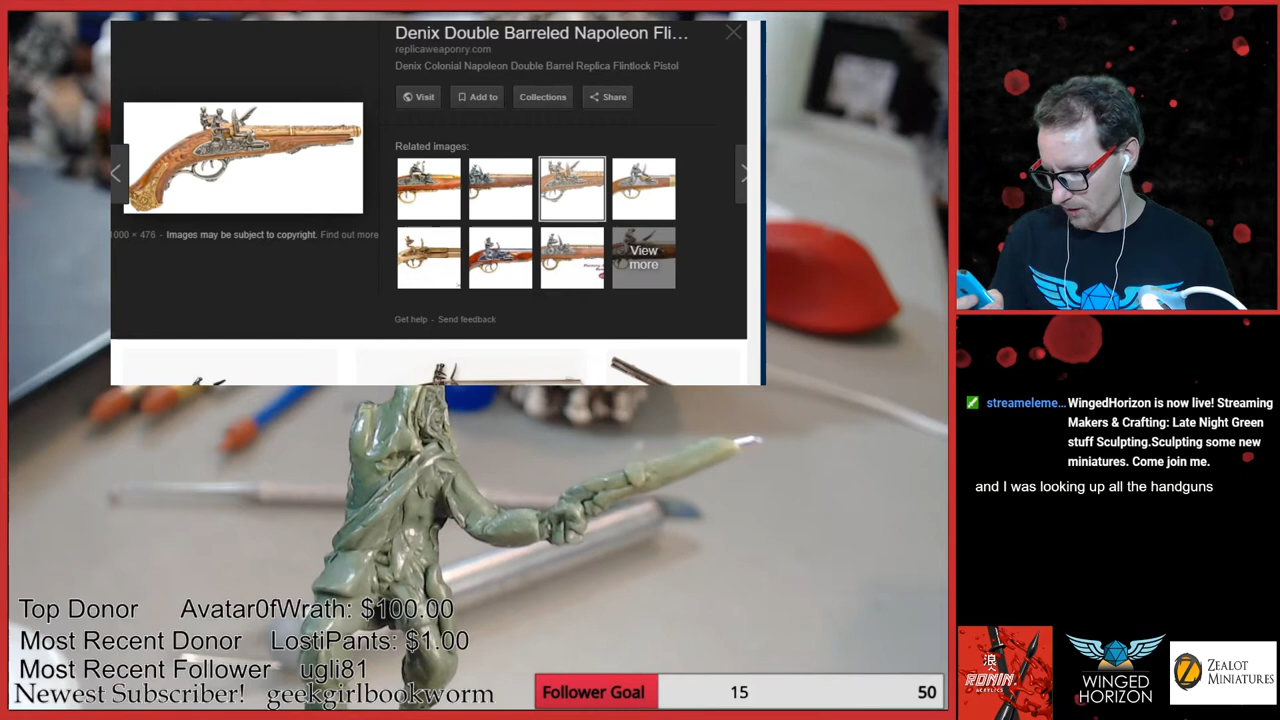 Denix Double Barreled Napoleon Fli...
replicaweaponry.com
Denix Colonial Napoleon Double Barrel Replica Flintlock Pistol
Visit
Add to
Collections
Share
Related images:
View more
000 × 476 - Images may be subject to copyright. Find out more
Get help - Send feedback
streameleme... WingedHorizon is now live! Streaming
Makers & Crafting: Late Night Green
stuff Sculpting.Sculpting some new
miniatures. Come join me.
and I was looking up all the handguns
Top Donor Avatar0fWrath: $100.00
Most Recent Donor LostiPants: $1.00
Most Recent Follower ugli81
Newest Subscriber! geekgirlbookworm
Follower Goal 15 50
浪人
RONIN
WINGED
HORIZON
ZEALOT
MINIATURES